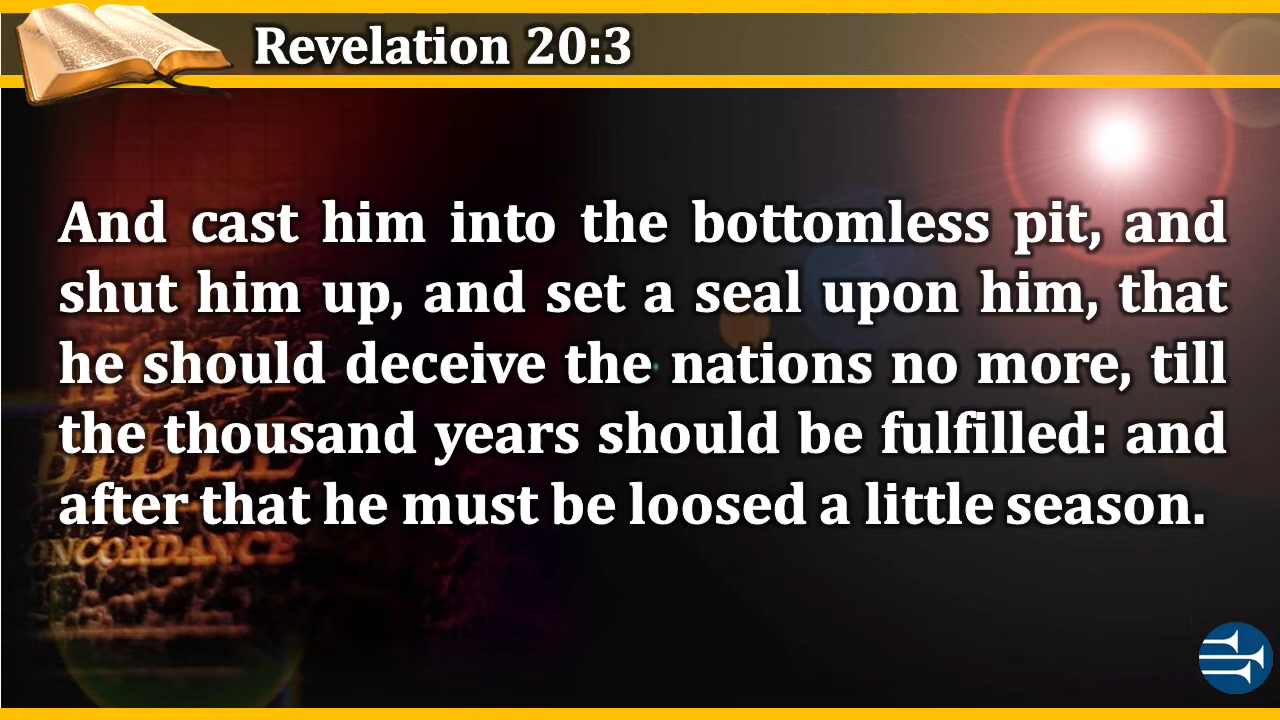 Revelation 20:3
And cast him into the bottomless pit, and
shut him up, and set a seal upon him, that
he should deceive the nations no more, till
the thousand years should be fulfilled: and
after that he must be loosed a little season.
BIBLE
ONCORDANCE